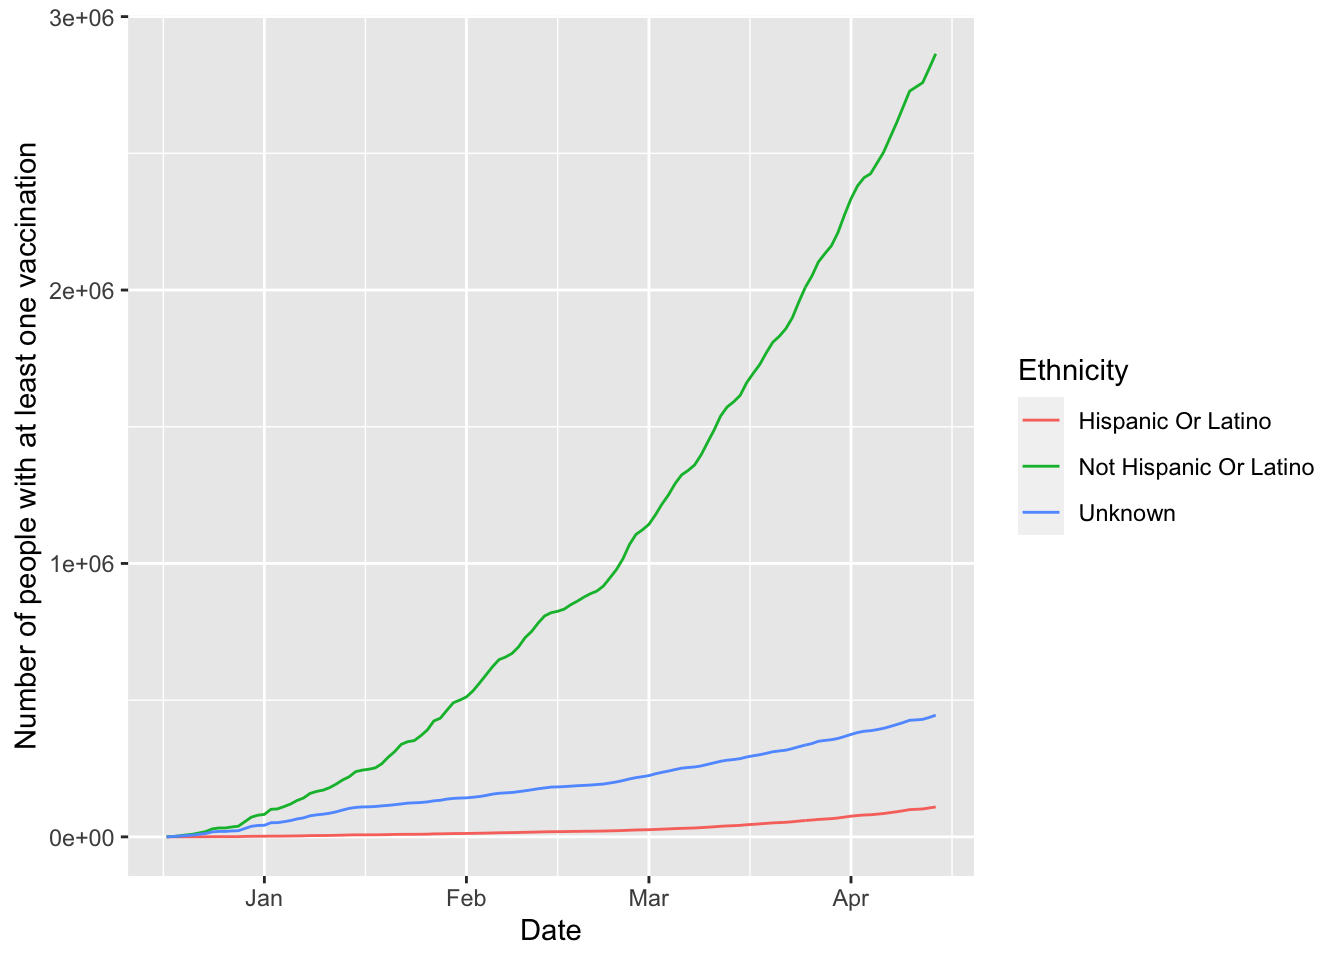 3e+06
2e+06
1e+06
0e+00
Number of people with at least one vaccination
Jan Feb Mar Apr
Date
Ethnicity
Hispanic Or Latino
Not Hispanic Or Latino
Unknown